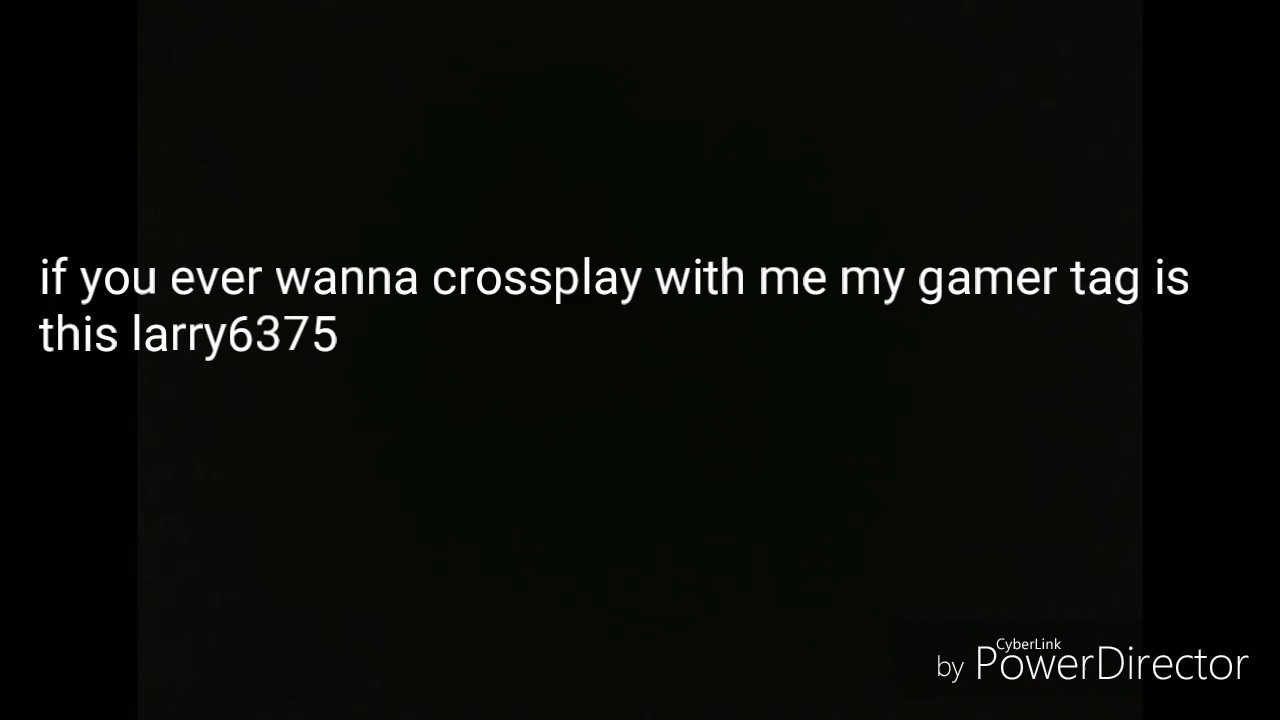 if you ever wanna crossplay with me my gamer tag is
this larry6375
CyberLink
by PowerDirector